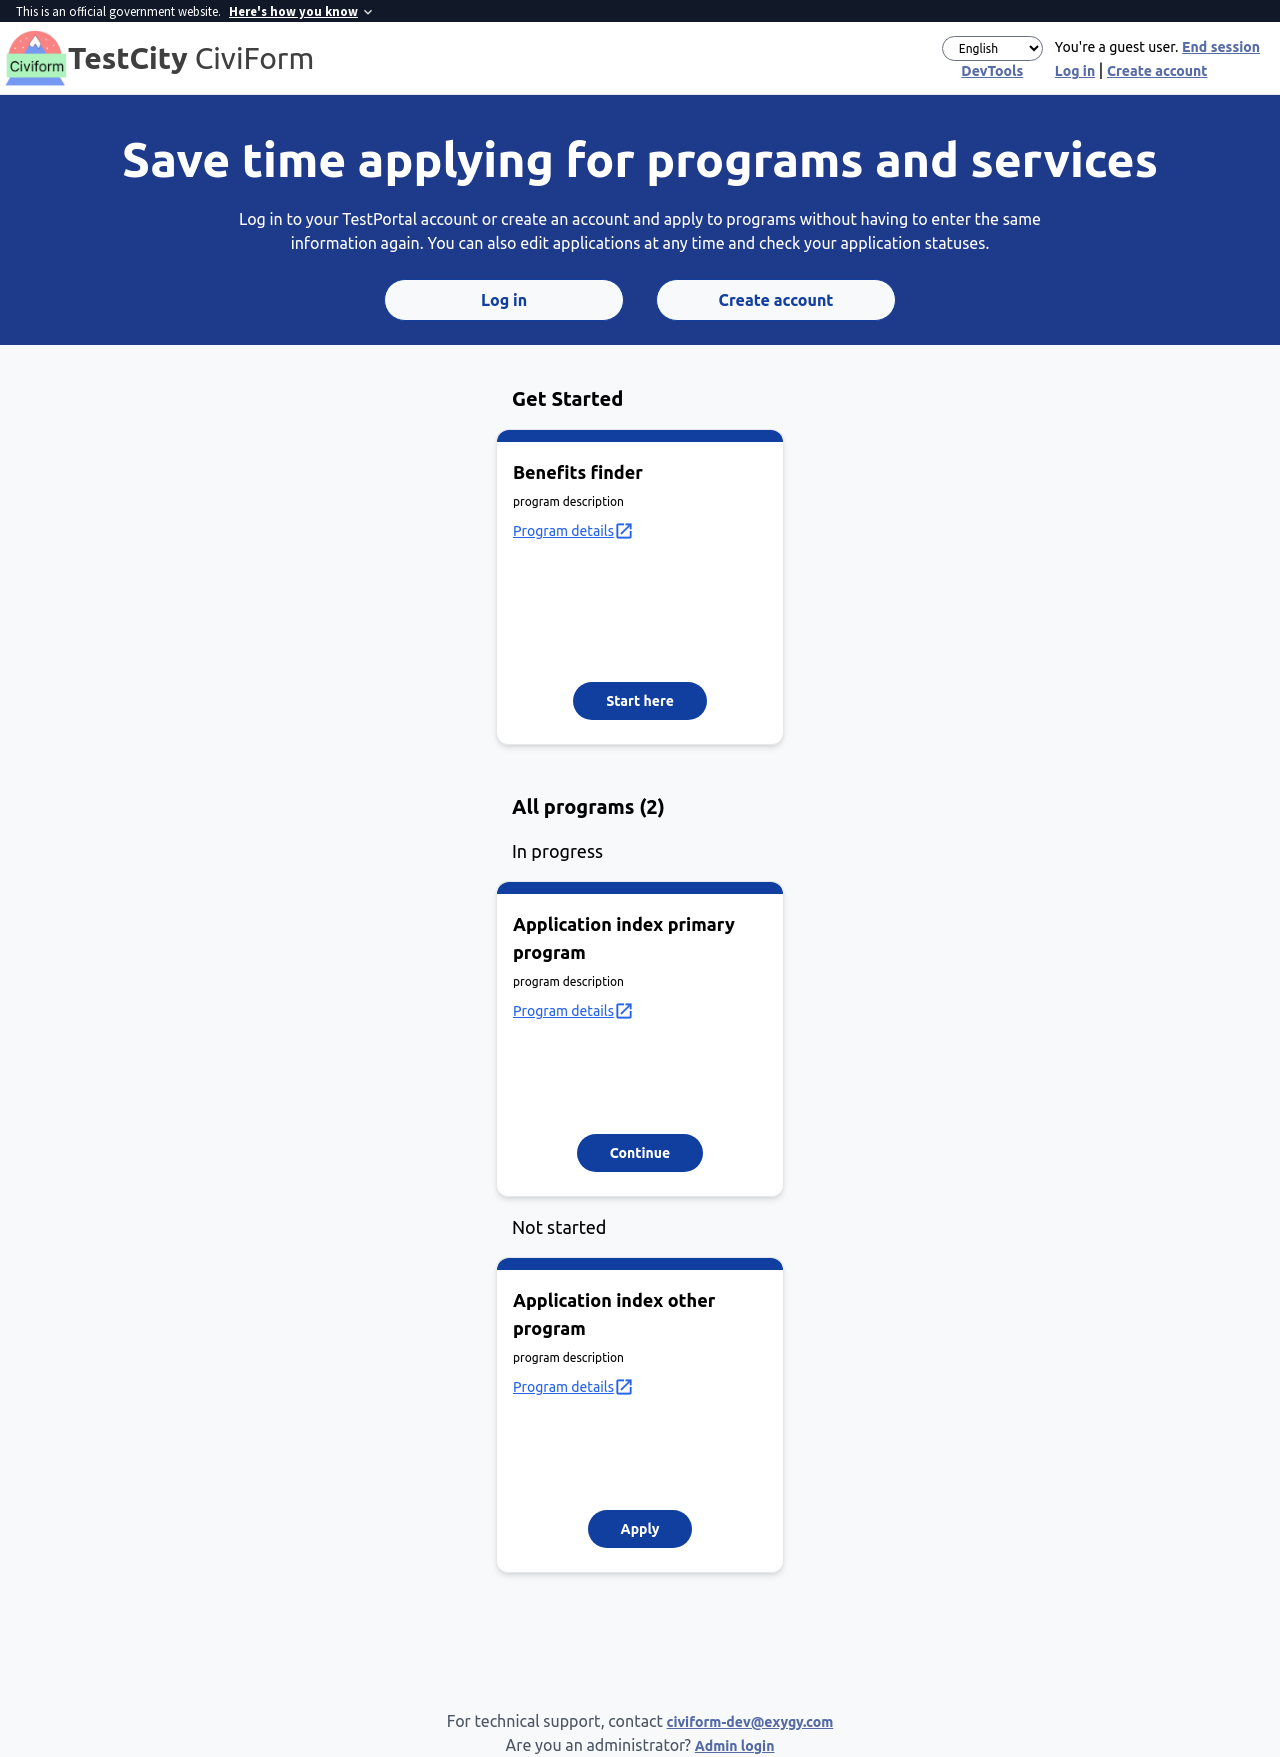 This is an official government website. Here's how you know
Civiform
TestCity CiviForm
English
You're a guest user. End session
DevTools
Log in | Create account
Save time applying for programs and services
Log in to your TestPortal account or create an account and apply to programs without having to enter the same
information again. You can also edit applications at any time and check your application statuses.
Log in
Create account
Get Started
Benefits finder
program description
Program details
Start here
All programs (2)
In progress
Application index primary
program
program description
Program details
Continue
Not started
Application index other
program
program description
Program details
Apply
For technical support, contact civiform-dev@exygy.com
Are you an administrator? Admin login